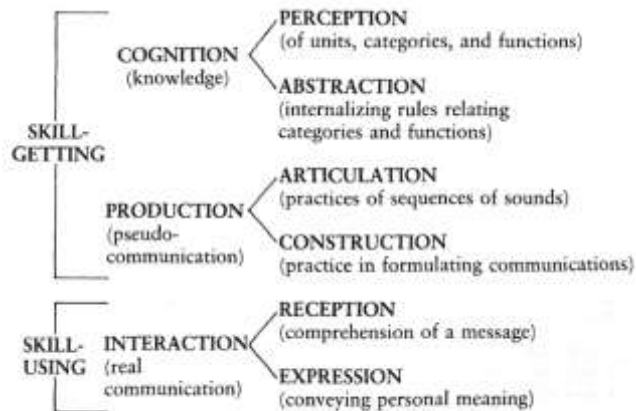 PERCEPTION
(of units, categories, and functions)
COGNITION
(knowledge)
ABSTRACTION
(internalizing rules relating
categories and functions)
SKILL-
GETTING
ARTICULATION
(practices of sequences of sounds)
PRODUCTION
(pseudo-
communication)
CONSTRUCTION
(practice in formulating communications)
RECEPTION
(comprehension of a message)
SKILL-
USING
INTERACTION
(real
communication)
EXPRESSION
(conveying personal meaning)